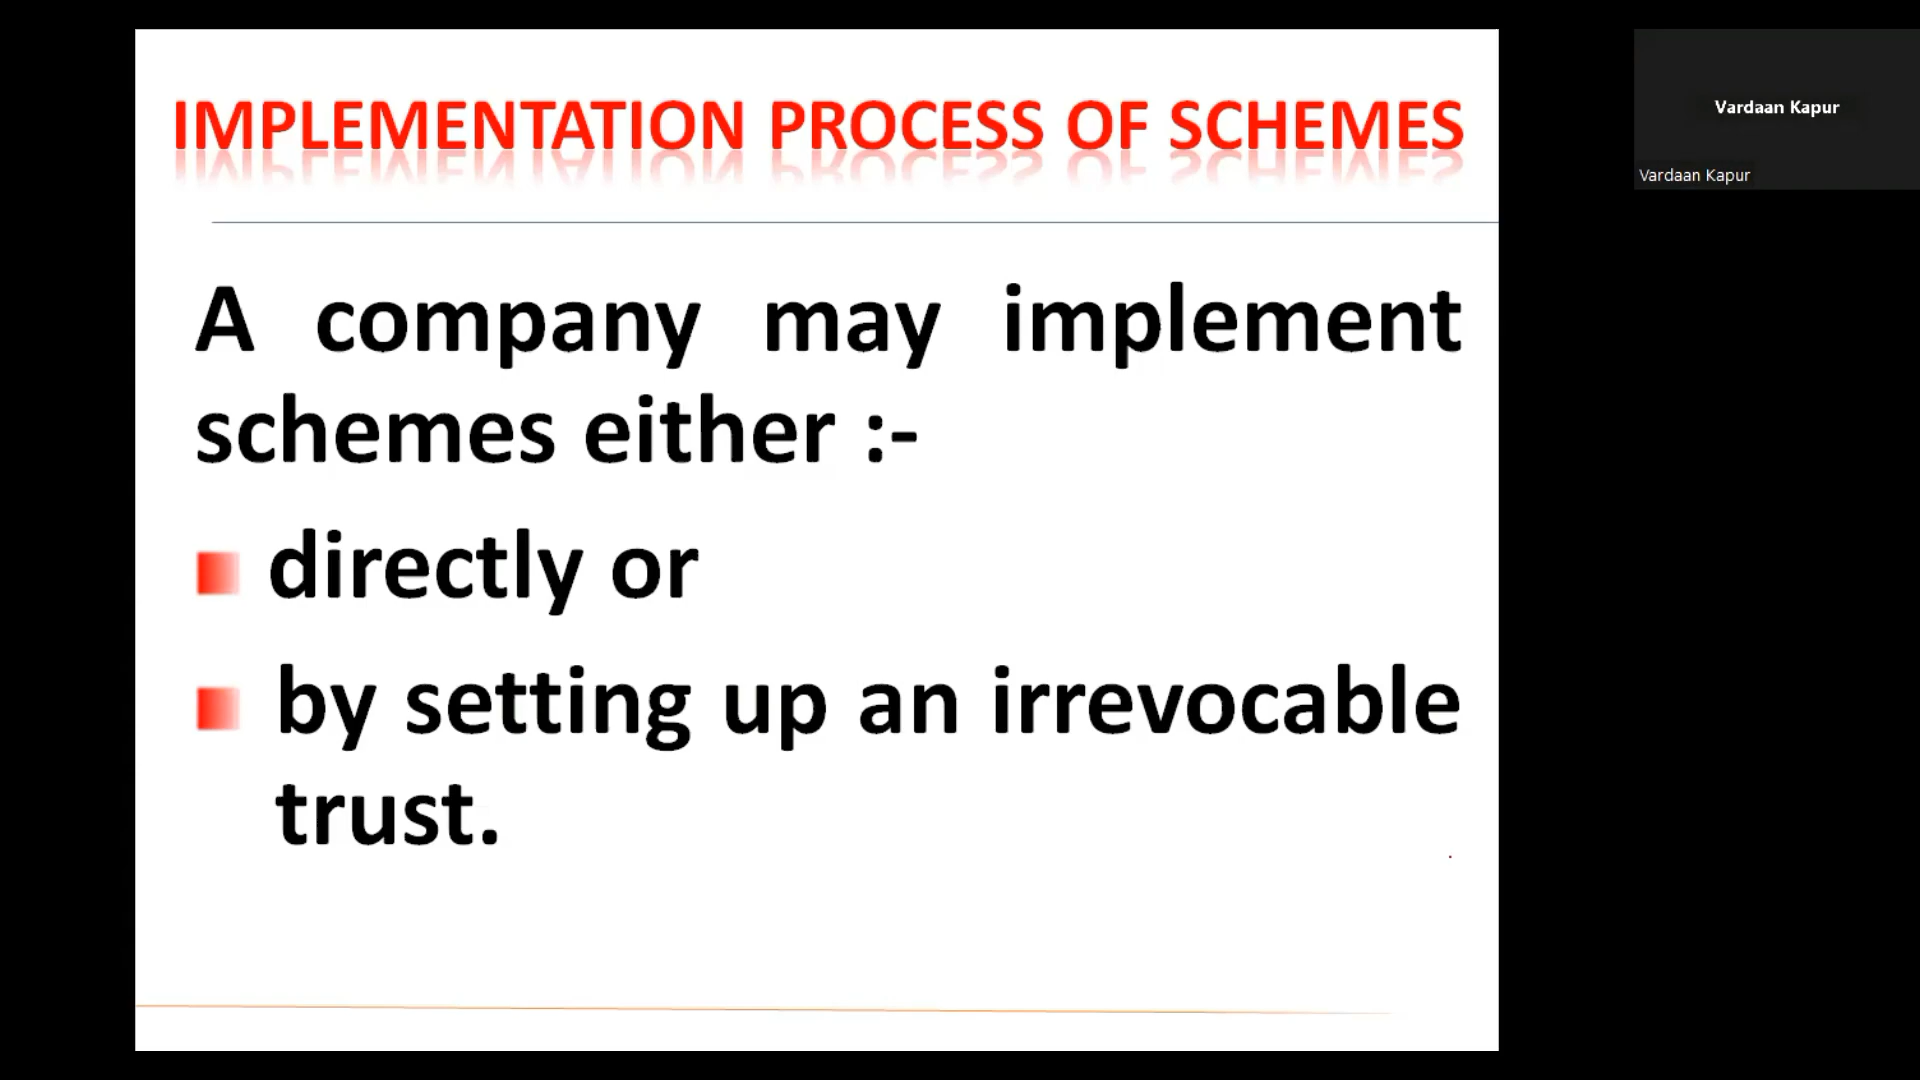 IMPLEMENTATION PROCESS OF SCHEMES
A company may implement
schemes either :-
directly or
by setting up an irrevocable
trust.
Vardaan Kapur
Vardaan Kapur